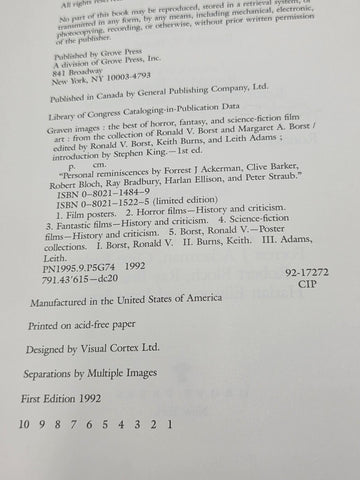 All rights
No part of this book may be reproduced, stored in a retrieval system, or
transmitted in any form, by any means, including mechanical, electronic,
photocopying, recording, or otherwise, without prior written permission
of the publisher.
Published by Grove Press
A division of Grove Press, Inc.
841 Broadway
New York, NY 10003-4793
Published in Canada by General Publishing Company, Ltd.
Library of Congress Cataloging-in-Publication Data
Graven images : the best of horror, fantasy, and science-fiction film
art : from the collection of Ronald V. Borst and Margaret A. Borst /
edited by Ronald V. Borst, Keith Burns, and Leith Adams ;
introduction by Stephen King.—1st ed.
p. cm.
"Personal reminiscences by Forrest J Ackerman, Clive Barker,
Robert Bloch, Ray Bradbury, Harlan Ellison, and Peter Straub."
ISBN 0-8021-1484-9
ISBN 0-8021-1522-5 (limited edition)
1. Film posters. 2. Horror films—History and criticism.
3. Fantastic films—History and criticism. 4. Science-fiction
films—History and criticism. 5. Borst, Ronald V.—Poster
collections. I. Borst, Ronald V. II. Burns, Keith. III. Adams,
Leith.
PN1995.9.P5G74 1992
791.43'615—dc20 92-17272
CIP
Manufactured in the United States of America
Printed on acid-free paper
Designed by Visual Cortex Ltd.
Separations by Multiple Images
First Edition 1992
10 9 8 7 6 5 4 3 2 1